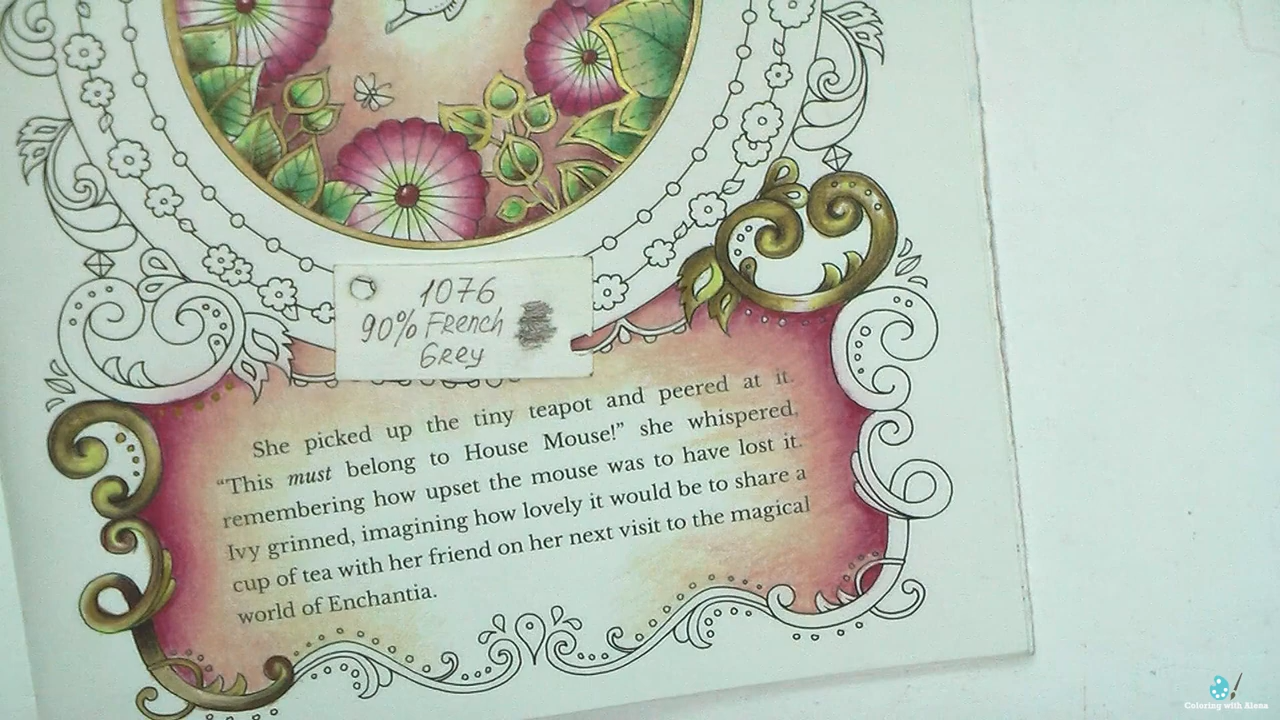 1076
90% French
Grey
She picked up the tiny teapot and peered at it.
“This must belong to House Mouse!” she whispered,
remembering how upset the mouse was to have lost it.
Ivy grinned, imagining how lovely it would be to share a
cup of tea with her friend on her next visit to the magical
world of Enchantia.
Coloring with Alena